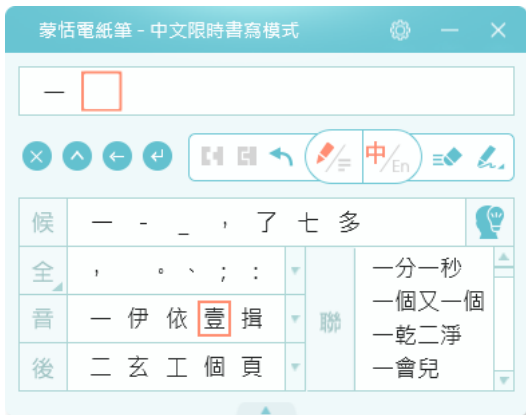 蒙恬電紙筆 - 中文限時書寫模式
一
中/En
候 一 - _ , 了 七 多
全 , 。 、 ; :
音 一 伊 依 壹 揖
後 二 玄 工 個 頁
聯
一分一秒
一個又一個
一乾二淨
一會兒